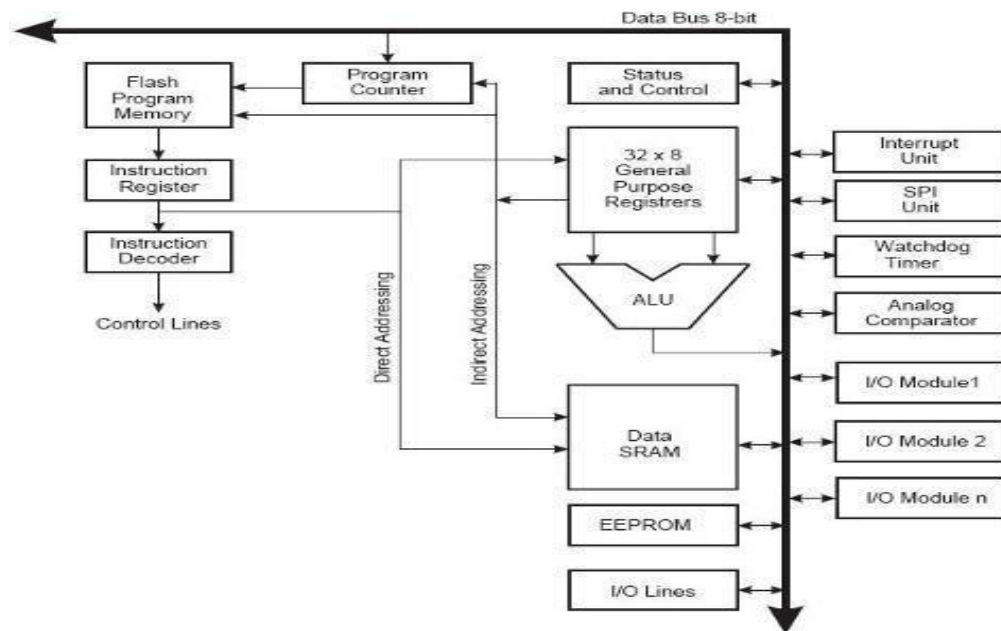 Data Bus 8-bit
Flash
Program
Memory
Program
Counter
Status
and Control
Instruction
Register
32 x 8
General
Purpose
Registrers
Interrupt
Unit
SPI
Unit
Instruction
Decoder
Watchdog
Timer
ALU
Analog
Comparator
Control Lines
Direct Addressing
Indirect Addressing
I/O Module1
Data
SRAM
I/O Module 2
I/O Module n
EEPROM
I/O Lines